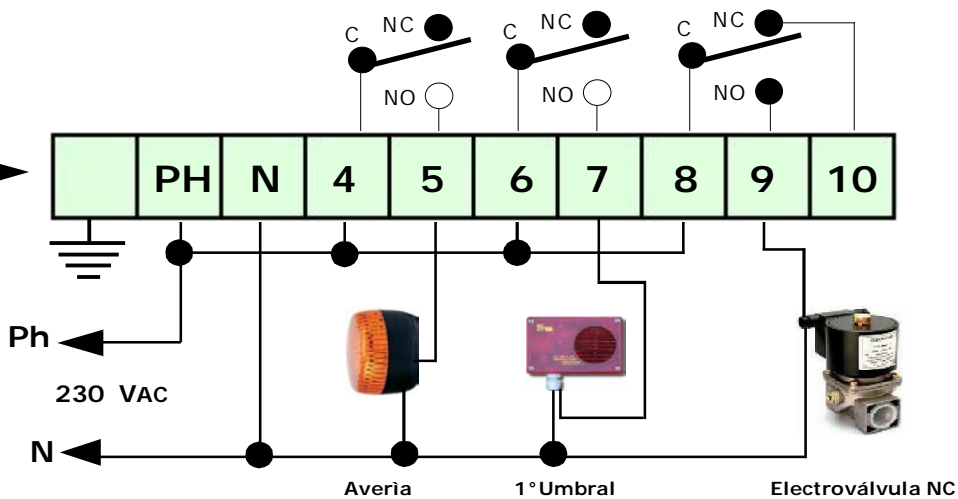 C NC C NC C NC
NO NO NO
PH N 4 5 6 7 8 9 10
Ph
230 VAC
N
Averìa 1°Umbral Electroválvula NC